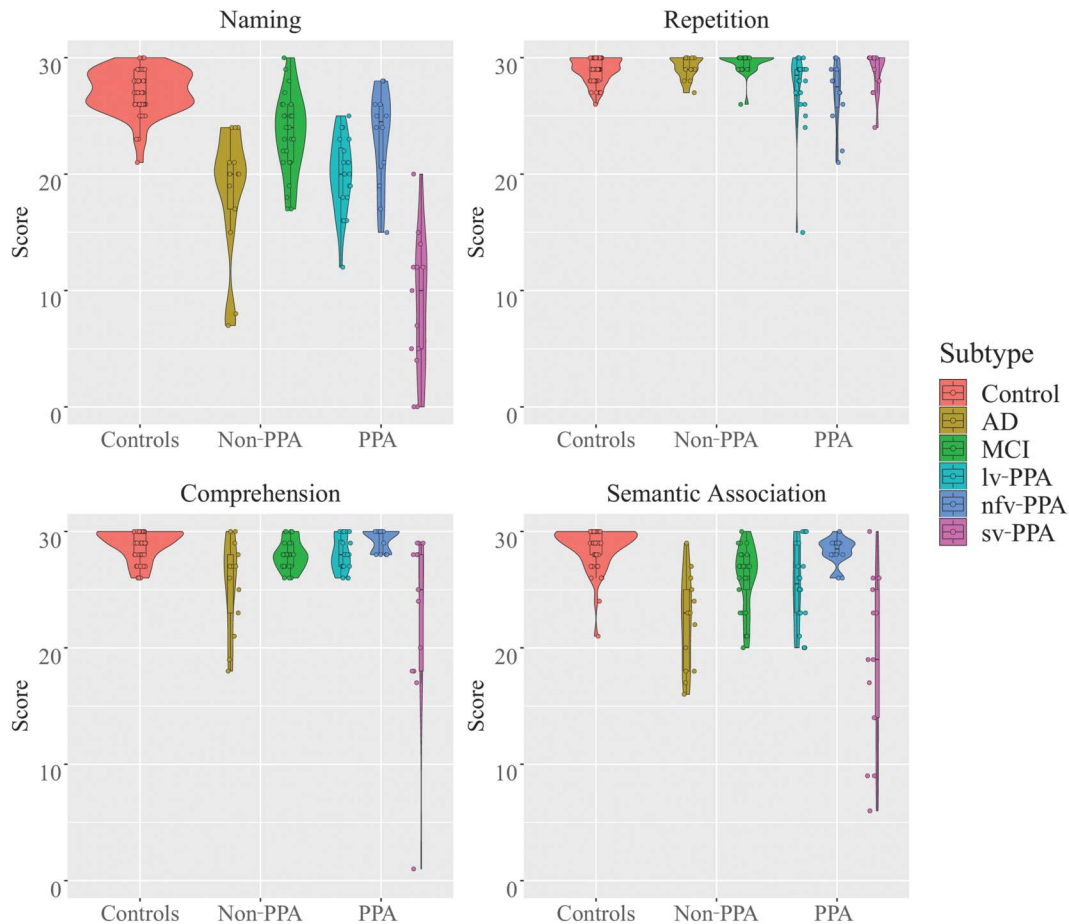 Naming
Repetition
30
20
10
0
Score
Controls
Non-PPA
PPA
30
20
10
0
Score
Controls
Non-PPA
PPA
Comprehension
Semantic Association
30
20
10
0
Score
Controls
Non-PPA
PPA
30
20
10
0
Score
Controls
Non-PPA
PPA
Subtype
Control
AD
MCI
lv-PPA
nfv-PPA
sv-PPA